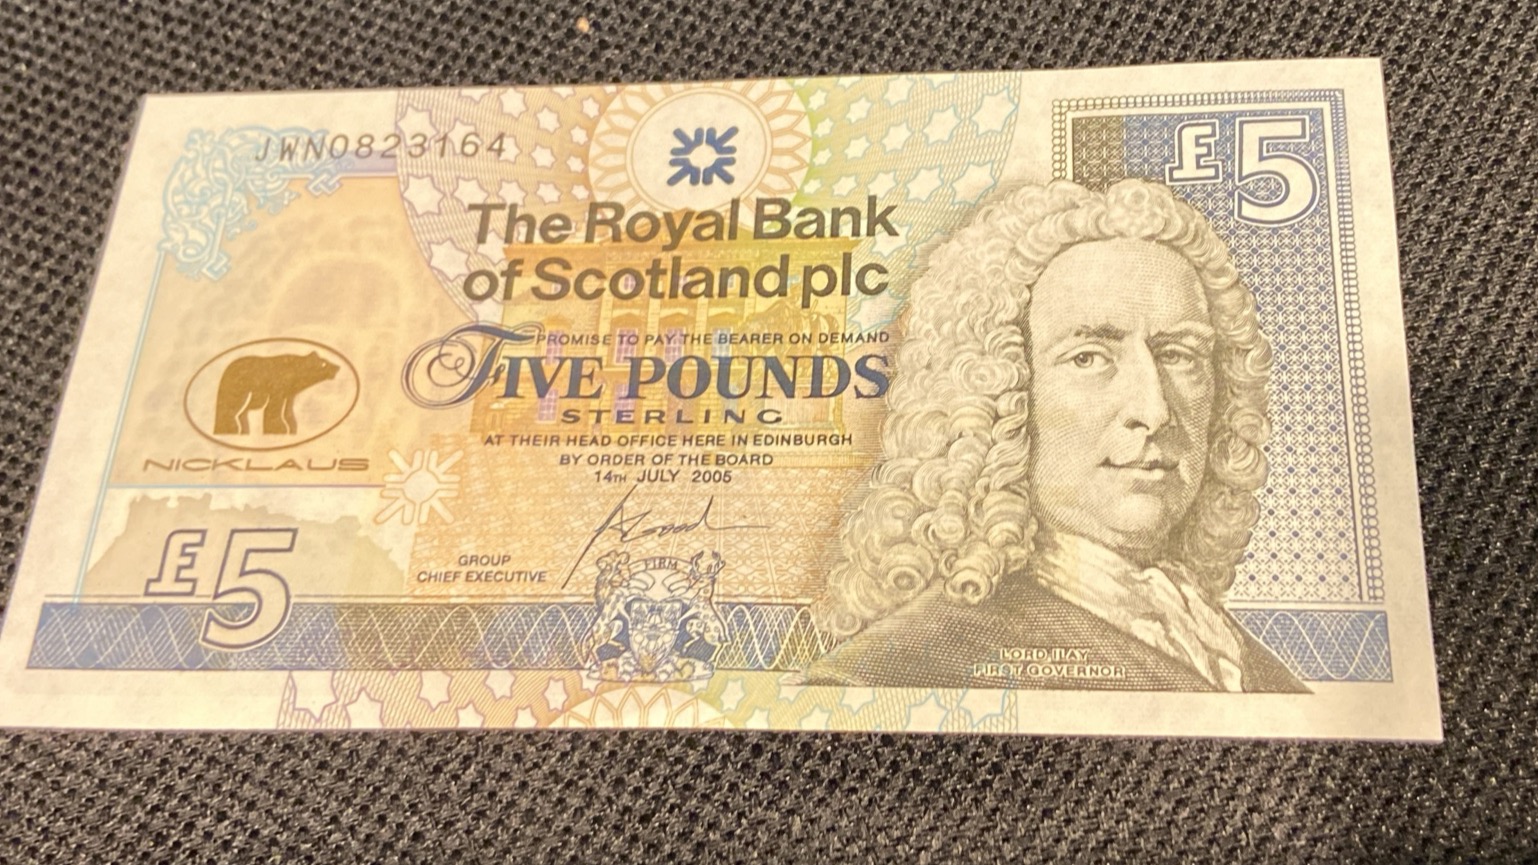 JWN0823164
£5
The Royal Bank
of Scotland plc
PROMISE TO PAY THE BEARER ON DEMAND
FIVE POUNDS
STERLING
AT THEIR HEAD OFFICE HERE IN EDINBURGH
BY ORDER OF THE BOARD
14TH JULY 2005
NICKLAUS
£5
GROUP
CHIEF EXECUTIVE
FIRM
LORD ILAY
FIRST GOVERNOR